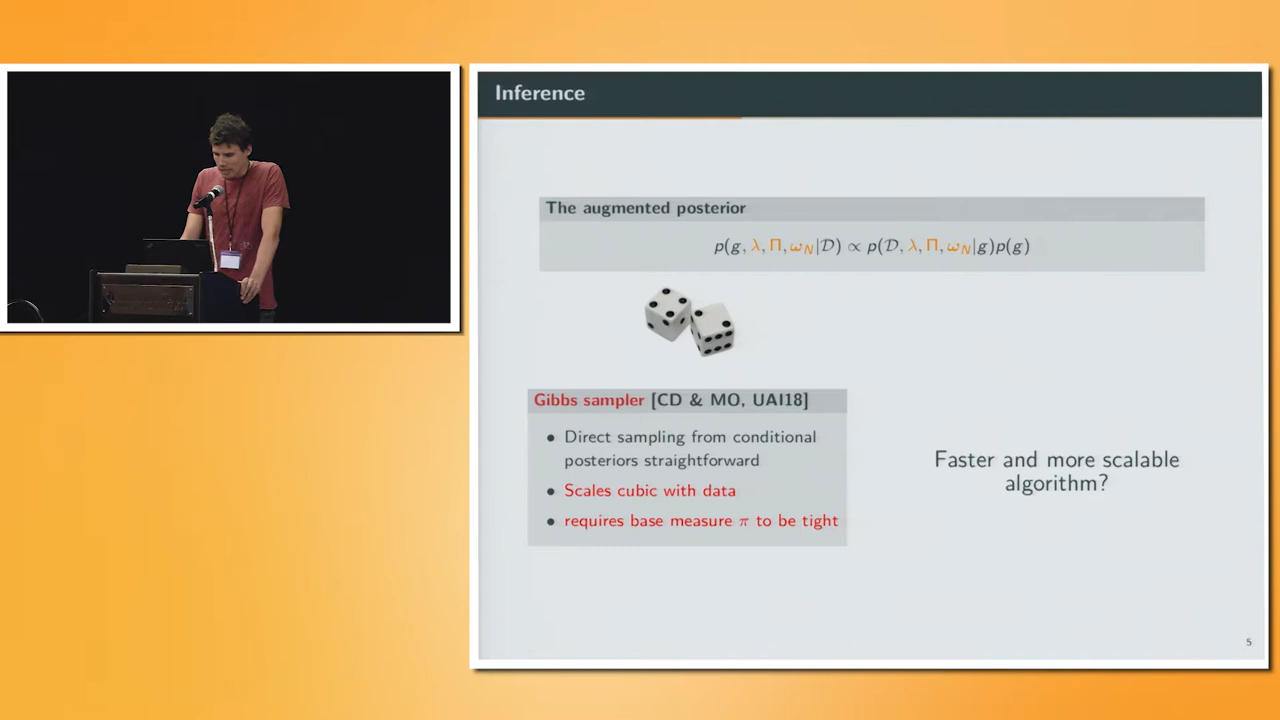 Inference
The augmented posterior
p(g, λ, Π, ω_N|𝒟) ∝ p(𝒟, λ, Π, ω_N|g)p(g)
Gibbs sampler [CD & MO, UAI18]
• Direct sampling from conditional
posteriors straightforward
• Scales cubic with data
• requires base measure π to be tight
Faster and more scalable
algorithm?
5